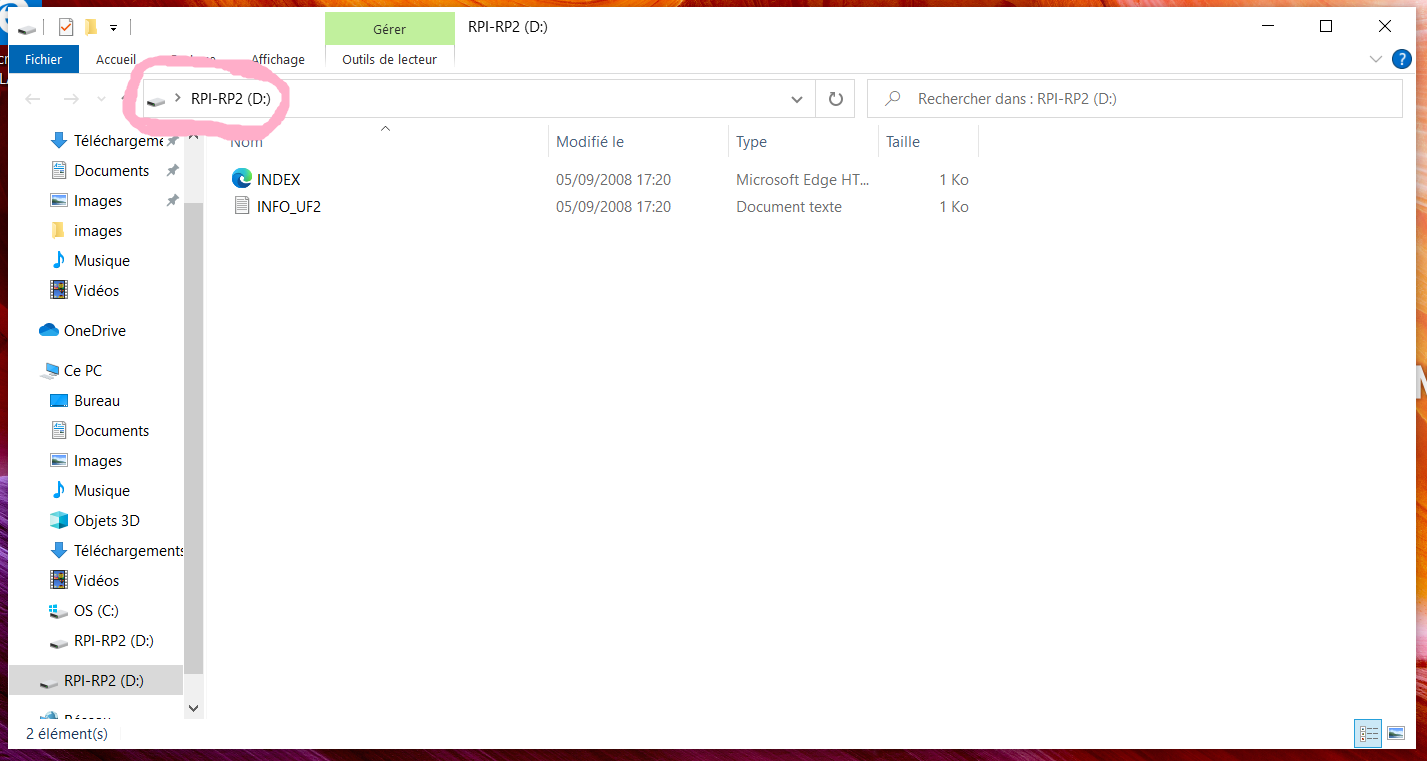 Gérer
RPI-RP2 (D:)
Fichier
Accueil
Affichage
Outils de lecteur
?
RPI-RP2 (D:)
Rechercher dans : RPI-RP2 (D:)
Nom
Modifié le
Type
Taille
INDEX
05/09/2008 17:20
Microsoft Edge HT...
1 Ko
INFO_UF2
05/09/2008 17:20
Document texte
1 Ko
Téléchargeme
Documents
Images
images
Musique
Vidéos
OneDrive
Ce PC
Bureau
Documents
Images
Musique
Objets 3D
Téléchargements
Vidéos
OS (C:)
RPI-RP2 (D:)
RPI-RP2 (D:)
Réseau
2 élément(s)